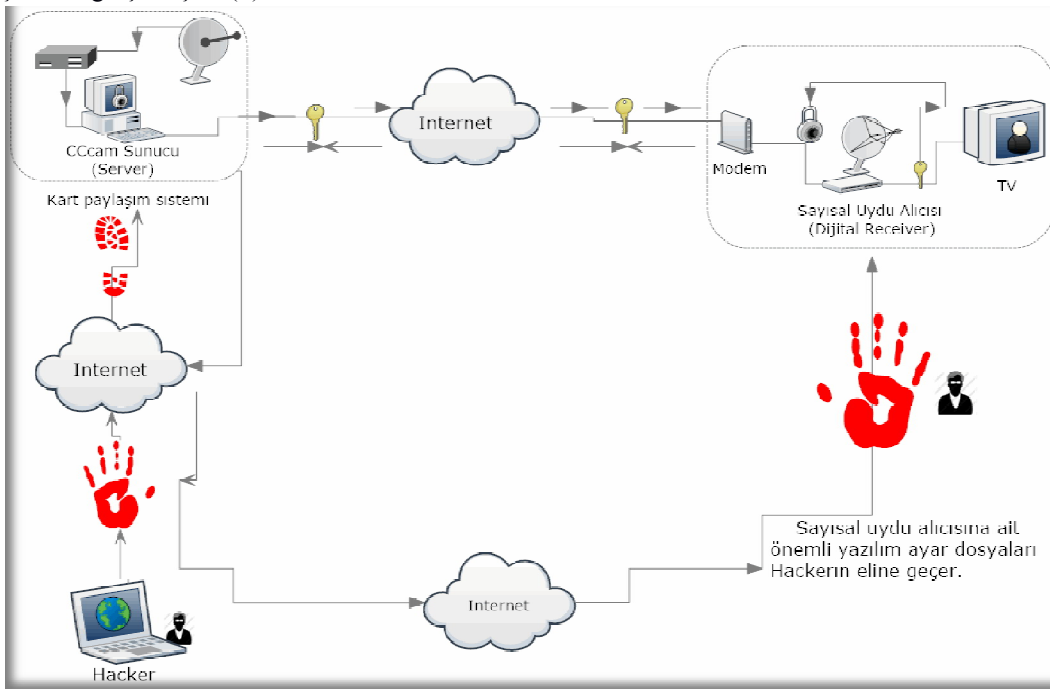 Internet
CCcam Sunucu
(Server)
Kart paylaşım sistemi
Modem
TV
Sayısal Uydu Alıcısı
(Dijital Receiver)
Internet
Sayısal uydu alıcısına ait
önemli yazılım ayar dosyaları
Hackerın eline geçer.
Internet
Hacker